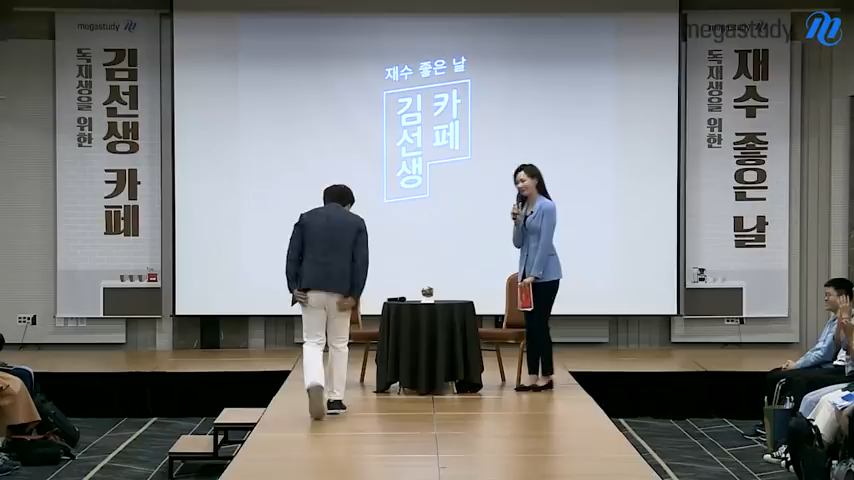 megastudy
독재생을 위한
김선생 카페
재수 좋은 날
김선생
카페
megastudy
megastudy
독재생을 위한
재수 좋은 날